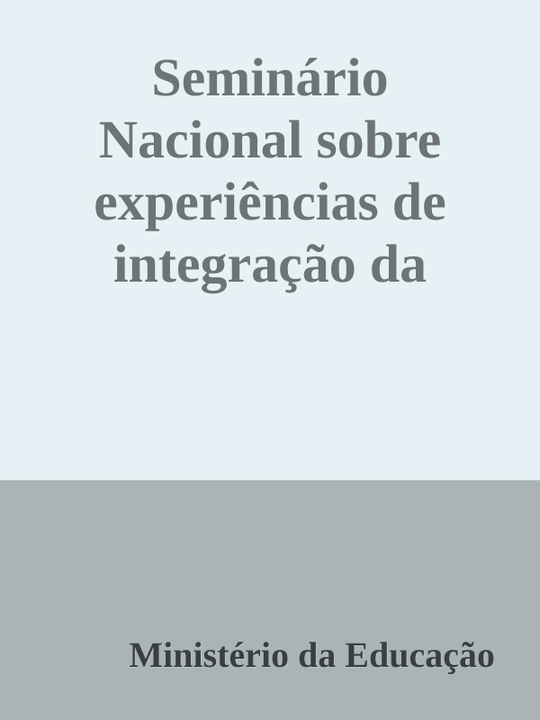 Seminário
Nacional sobre
experiências de
integração da
Ministério da Educação